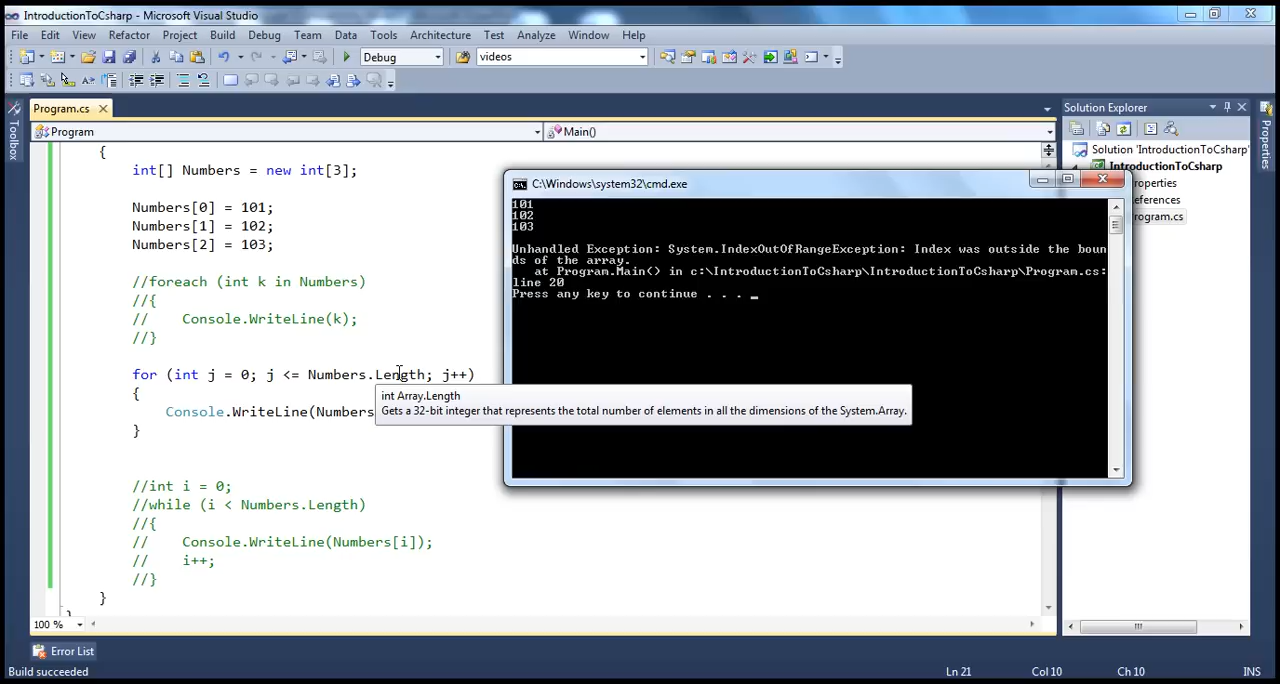 IntroductionToCsharp - Microsoft Visual Studio
File Edit View Refactor Project Build Debug Team Data Tools Architecture Test Analyze Window Help
Debug videos
Program.cs
Solution Explorer
Program Main()
Toolbox
Properties
Solution 'IntroductionToCsharp'
IntroductionToCsharp
roperties
eferences
rogram.cs
{
int[] Numbers = new int[3];
Numbers[0] = 101;
Numbers[1] = 102;
Numbers[2] = 103;
//foreach (int k in Numbers)
//{
//    Console.WriteLine(k);
//}
for (int j = 0; j <= Numbers.Length; j++)
{
Console.WriteLine(Numbers
}
//int i = 0;
//while (i < Numbers.Length)
//{
//    Console.WriteLine(Numbers[i]);
//    i++;
//}
}
}
int Array.Length
Gets a 32-bit integer that represents the total number of elements in all the dimensions of the System.Array.
C:\Windows\system32\cmd.exe
101
102
103
Unhandled Exception: System.IndexOutOfRangeException: Index was outside the boun
ds of the array.
at Program.Main() in c:\IntroductionToCsharp\IntroductionToCsharp\Program.cs:
line 20
Press any key to continue . . . _
100 %
Error List
Build succeeded Ln 21 Col 10 Ch 10 INS